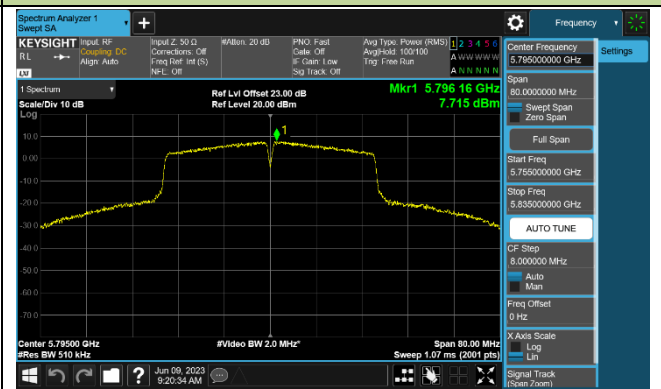 Spectrum Analyzer 1
Swept SA
+
Frequency
KEYSIGHT
RL
LXI
Input: RF
Coupling: DC
Align: Auto
Input Z: 50 Ω
Corrections: Off
Freq Ref: Int (S)
NFE: Off
#Atten: 20 dB
PNO: Fast
Gate: Off
IF Gain: Low
Sig Track: Off
Avg Type: Power (RMS)
Avg|Hold: 100/100
Trig: Free Run
1 2 3 4 5 6
A W W W W W
A N N N N N
1 Spectrum
Scale/Div 10 dB
Log
Ref Lvl Offset 23.00 dB
Ref Level 20.00 dBm
Mkr1 5.796 16 GHz
7.715 dBm
1
10.0
0.00
-10.0
-20.0
-30.0
-40.0
-50.0
-60.0
-70.0
Center 5.79500 GHz
#Res BW 510 kHz
#Video BW 2.0 MHz*
Span 80.00 MHz
Sweep 1.07 ms (2001 pts)
Center Frequency
5.795000000 GHz
Settings
Span
80.0000000 MHz
Swept Span
Zero Span
Full Span
Start Freq
5.755000000 GHz
Stop Freq
5.835000000 GHz
AUTO TUNE
CF Step
8.000000 MHz
Auto
Man
Freq Offset
0 Hz
X Axis Scale
Log
Lin
Signal Track
(Span Zoom)
?
Jun 09, 2023
9:20:34 AM